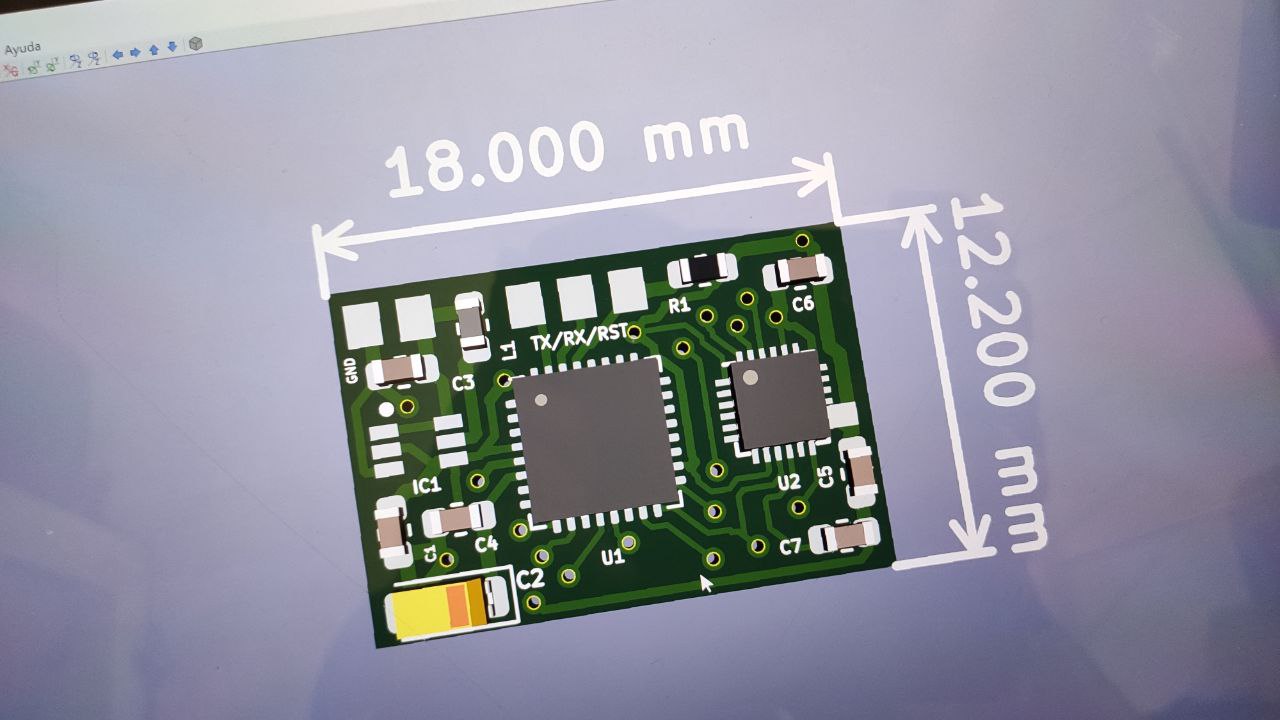 Ayuda
18.000 mm
12.200 mm
R1
C6
TX/RX/RST
L1
GND
C3
IC1
U2
C5
C1
C4
U1
C7
C2